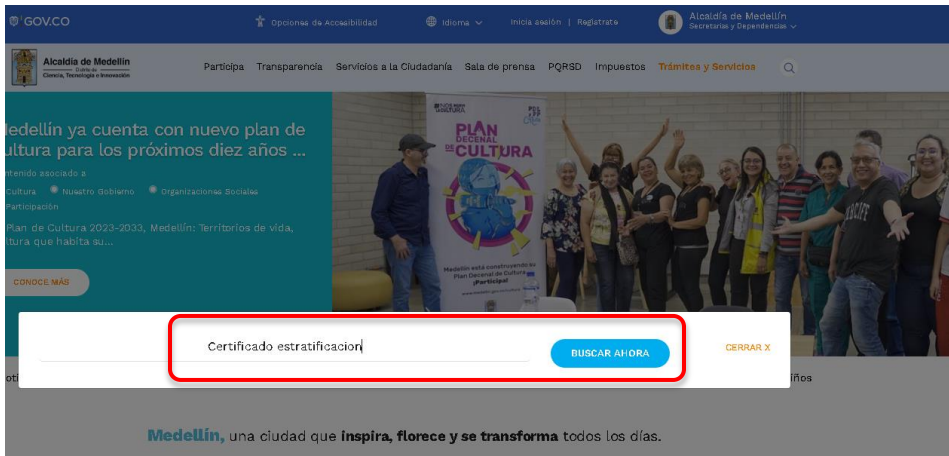 GOV.CO
Opciones de Accesibilidad
Idioma
Inicia sesión | Registrate
Alcaldía de Medellín
Secretarías y Dependencias
Alcaldía de Medellín
Distrito de
Ciencia, Tecnología e Innovación
Participa Transparencia Servicios a la Ciudadanía Sala de prensa PQRSD Impuestos Trámites y Servicios
edellín ya cuenta con nuevo plan de
ultura para los próximos diez años ...
ntenido asociado a
Cultura Nuestro Gobierno Organizaciones Sociales
Participación
Plan de Cultura 2023-2033, Medellín: Territorios de vida,
ltura que habita su...
CONOCE MÁS
PLAN
DECENAL
DE CULTURA
Medellín está construyendo su
Plan Decenal de Cultura
¡Participa!
Certificado estratificacion
BUSCAR AHORA
CERRAR X
oti
iños
Medellín, una ciudad que inspira, florece y se transforma todos los días.